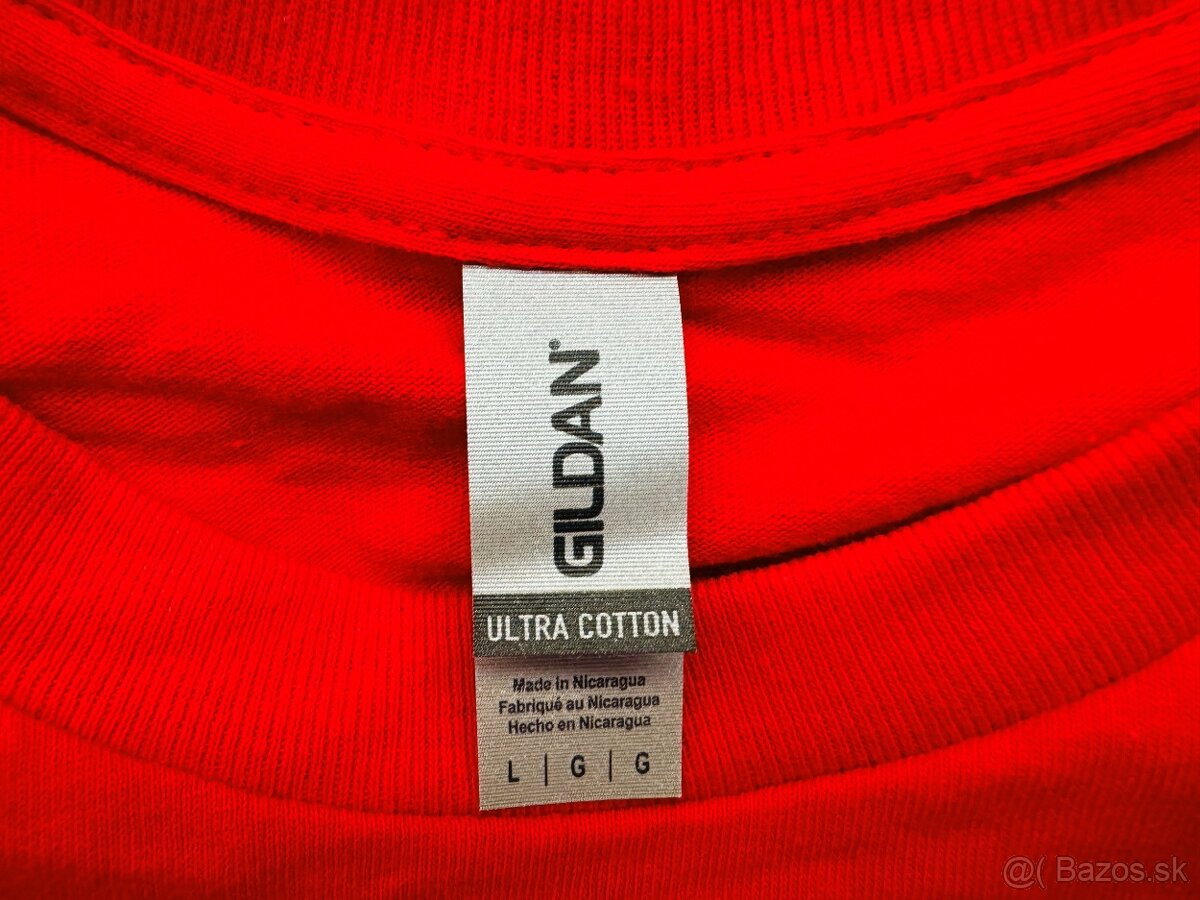 GILDAN®
ULTRA COTTON
Made in Nicaragua
Fabriqué au Nicaragua
Hecho en Nicaragua
L | G | G
@( Bazos.sk